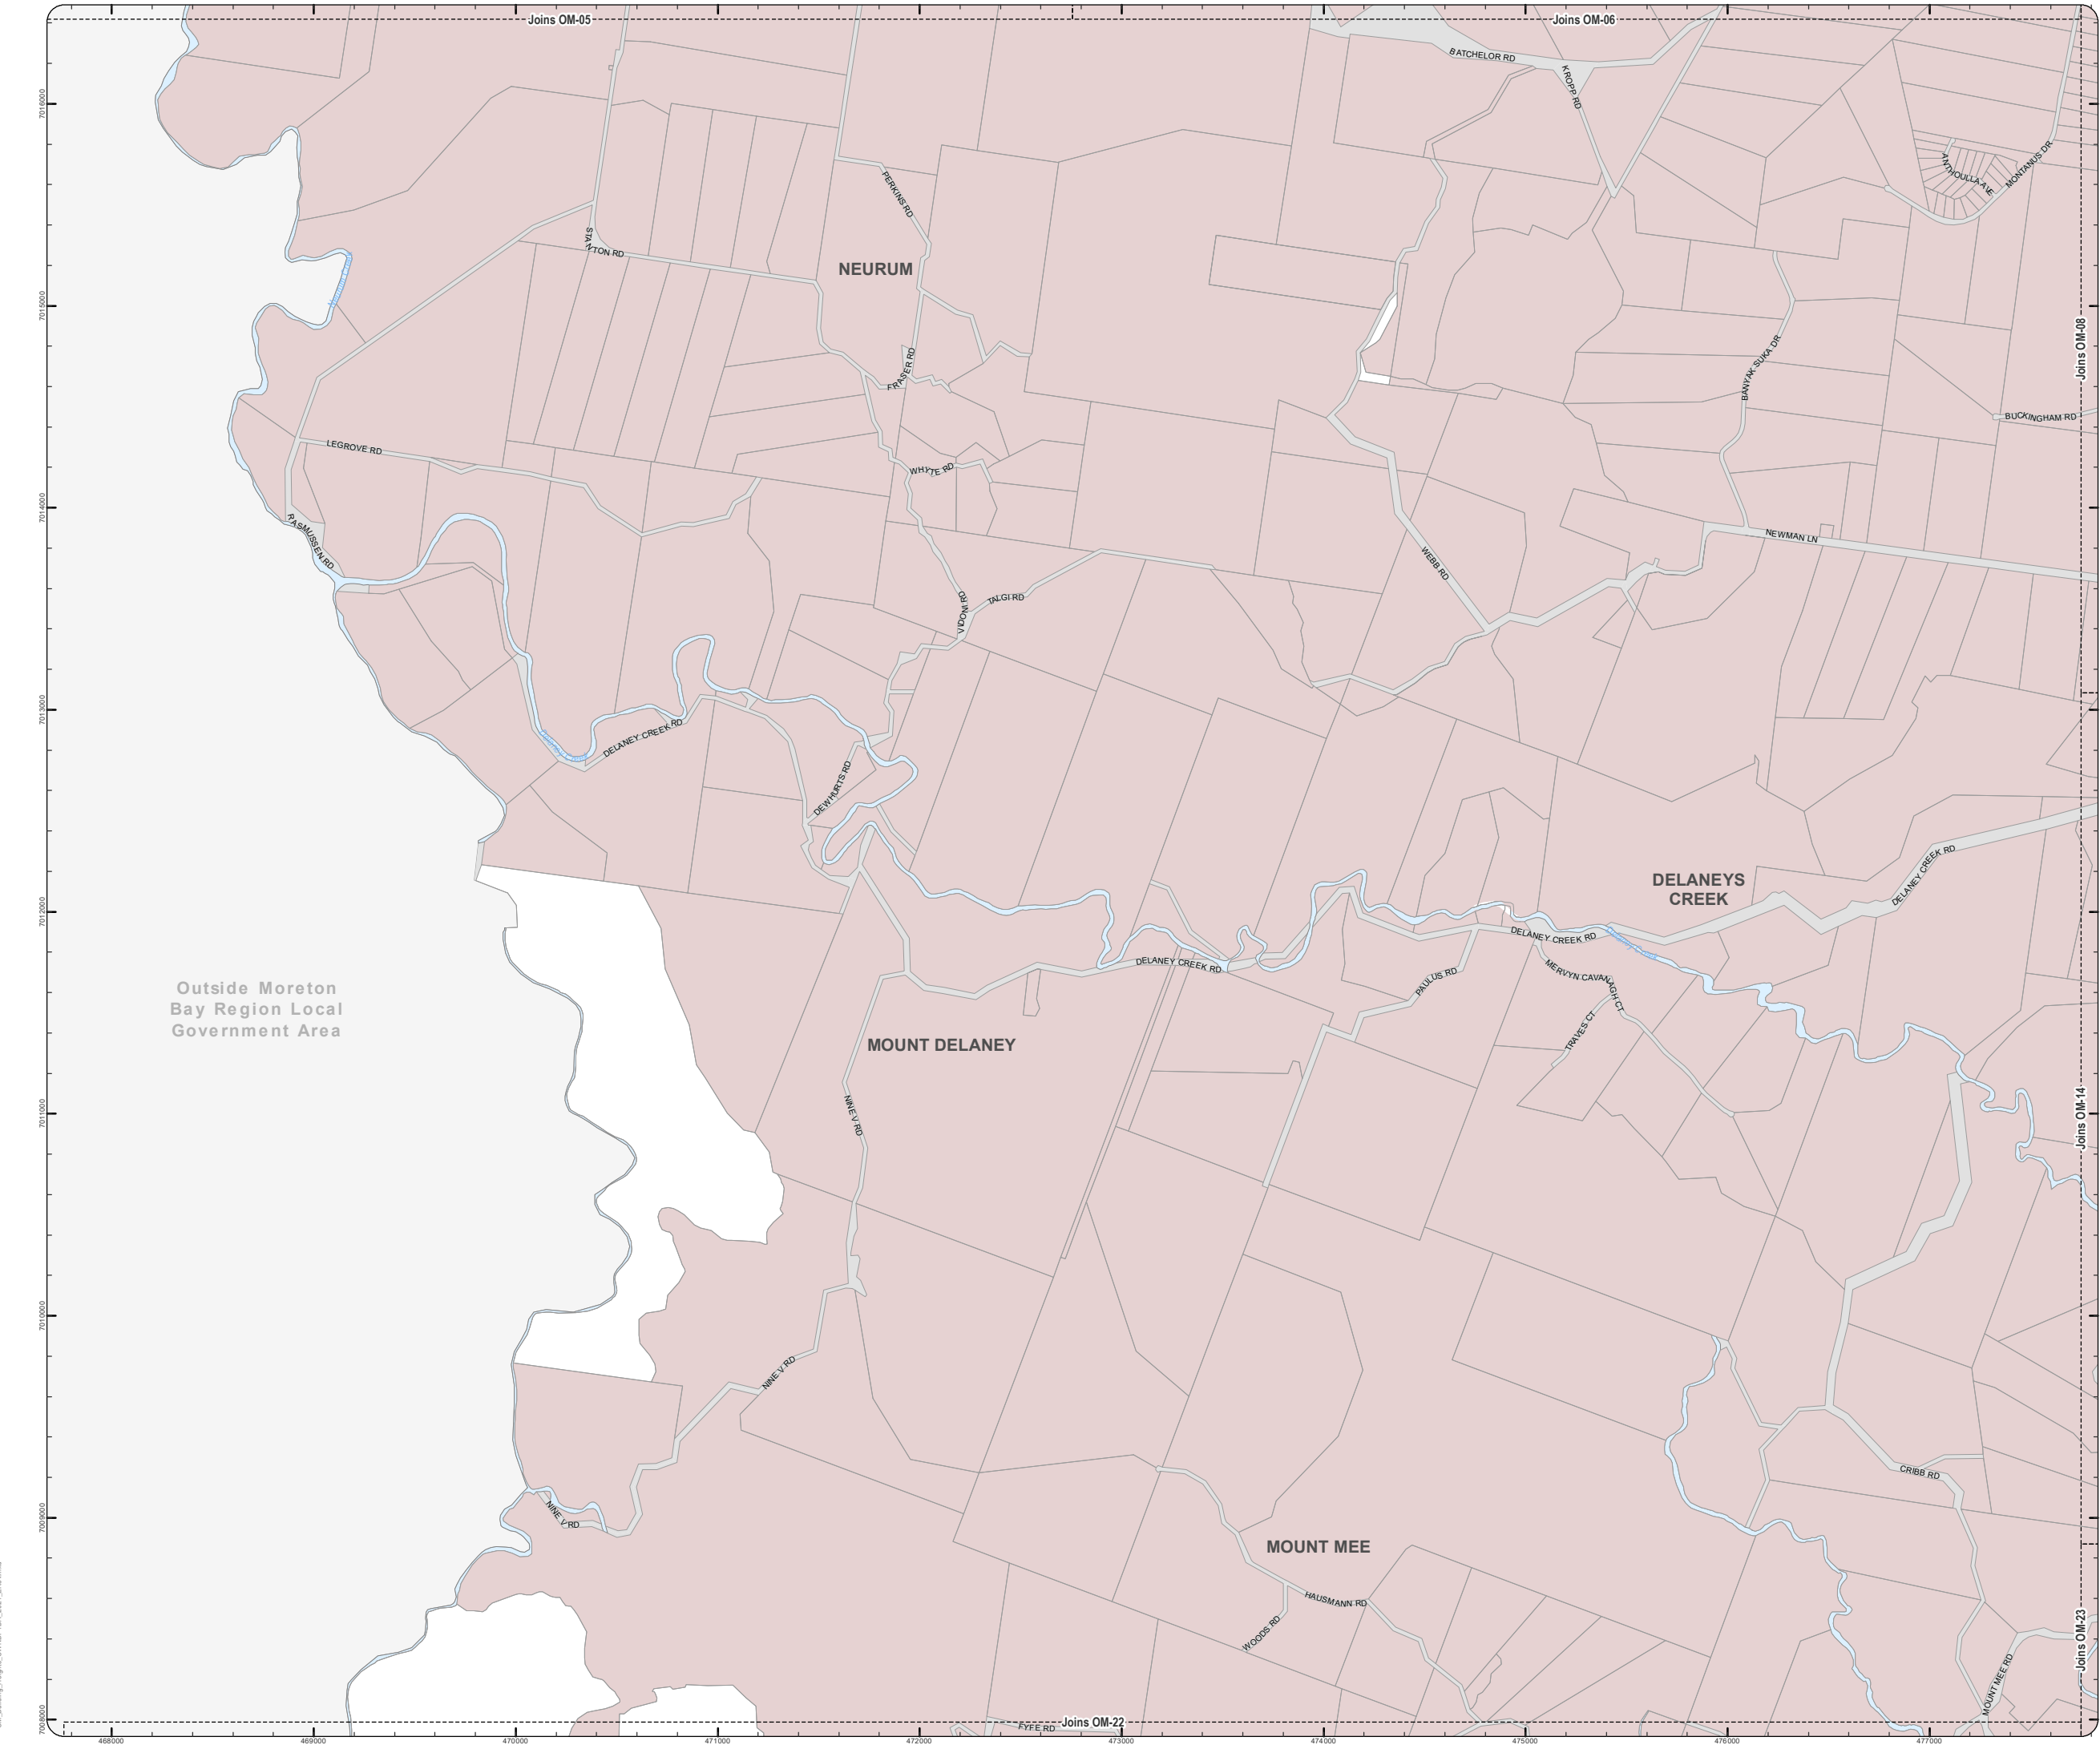 Joins OM-05
Joins OM-06
BATCHELOR RD
KROPP RD
7016000
ANTHOULLA AVE
MONTANUS DR
PERKINS RD
STANTON RD
NEURUM
7015000
Joins OM-08
BANYAK SUKA DR
FRASER RD
BUCKINGHAM RD
LEGROVE RD
WHYTE RD
7014000
RASMUSSEN RD
NEWMAN LN
WEBB RD
VIDONI RD
TALGI RD
7013000
DELANEY CREEK RD
DEWHURTS RD
DELANEY CREEK RD
DELANEYS
CREEK
7012000
DELANEY CREEK RD
Delaney Creek
DELANEY CREEK RD
MERVYN CAVANAGH CT
PAULUS RD
Outside Moreton
Bay Region Local
Government Area
TRAVES CT
MOUNT DELANEY
7011000
NINE V RD
Joins OM-14
7010000
NINE V RD
CRIBB RD
7009000
NINE V RD
MOUNT MEE
HAUSMANN RD
WOODS RD
Joins OM-23
MOUNT MEE RD
7008000
FYFE RD
Joins OM-22
468000
469000
470000
471000
472000
473000
474000
475000
476000
477000